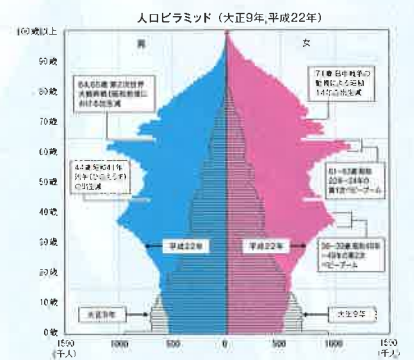 人口ピラミッド（大正9年,平成22年）
100歳以上
男
女
90歳
80歳
70歳
60歳
50歳
40歳
30歳
20歳
10歳
0歳
64,65歳:第2次世界
大戦終戦(昭和20年)前後に
おける出生減
71歳:日中戦争の
動員による昭和
14年の出生減
44歳:昭和41年
丙午(ひのえうま)
の出生減
61～63歳:昭和
22年～24年の
第1次ベビーブーム
36～39歳:昭和46年
～49年の第2次
ベビーブーム
平成22年
平成22年
大正9年
大正9年
1500
1000
500
0
500
1000
1500
(千人)
(千人)